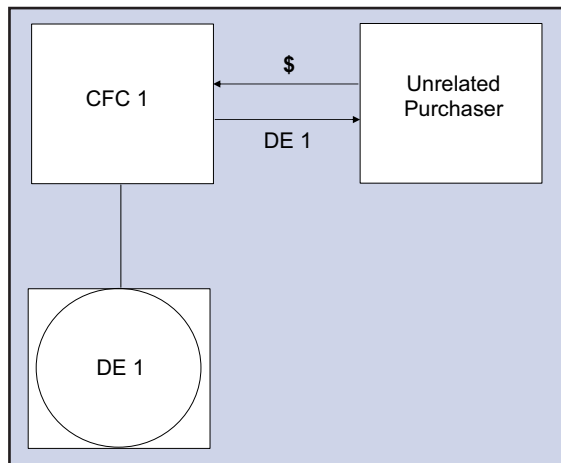 CFC 1
$
DE 1
Unrelated
Purchaser
DE 1